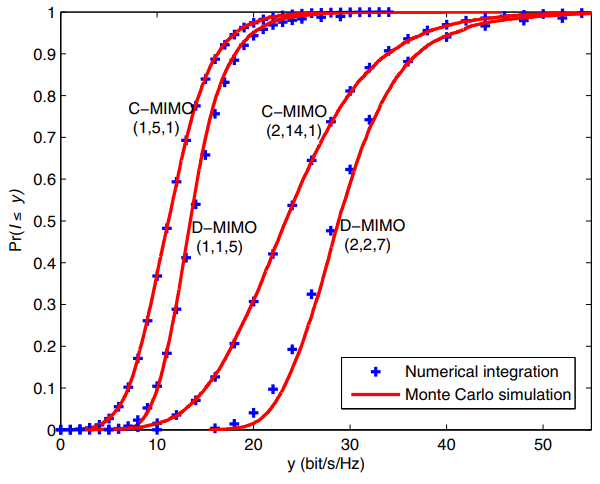 1
0.9
0.8
0.7
0.6
0.5
0.4
0.3
0.2
0.1
0
Pr(I ≤ y)
C−MIMO
(1,5,1)
C−MIMO
(2,14,1)
D−MIMO
(1,1,5)
D−MIMO
(2,2,7)
Numerical integration
Monte Carlo simulation
0 10 20 30 40 50
y (bit/s/Hz)